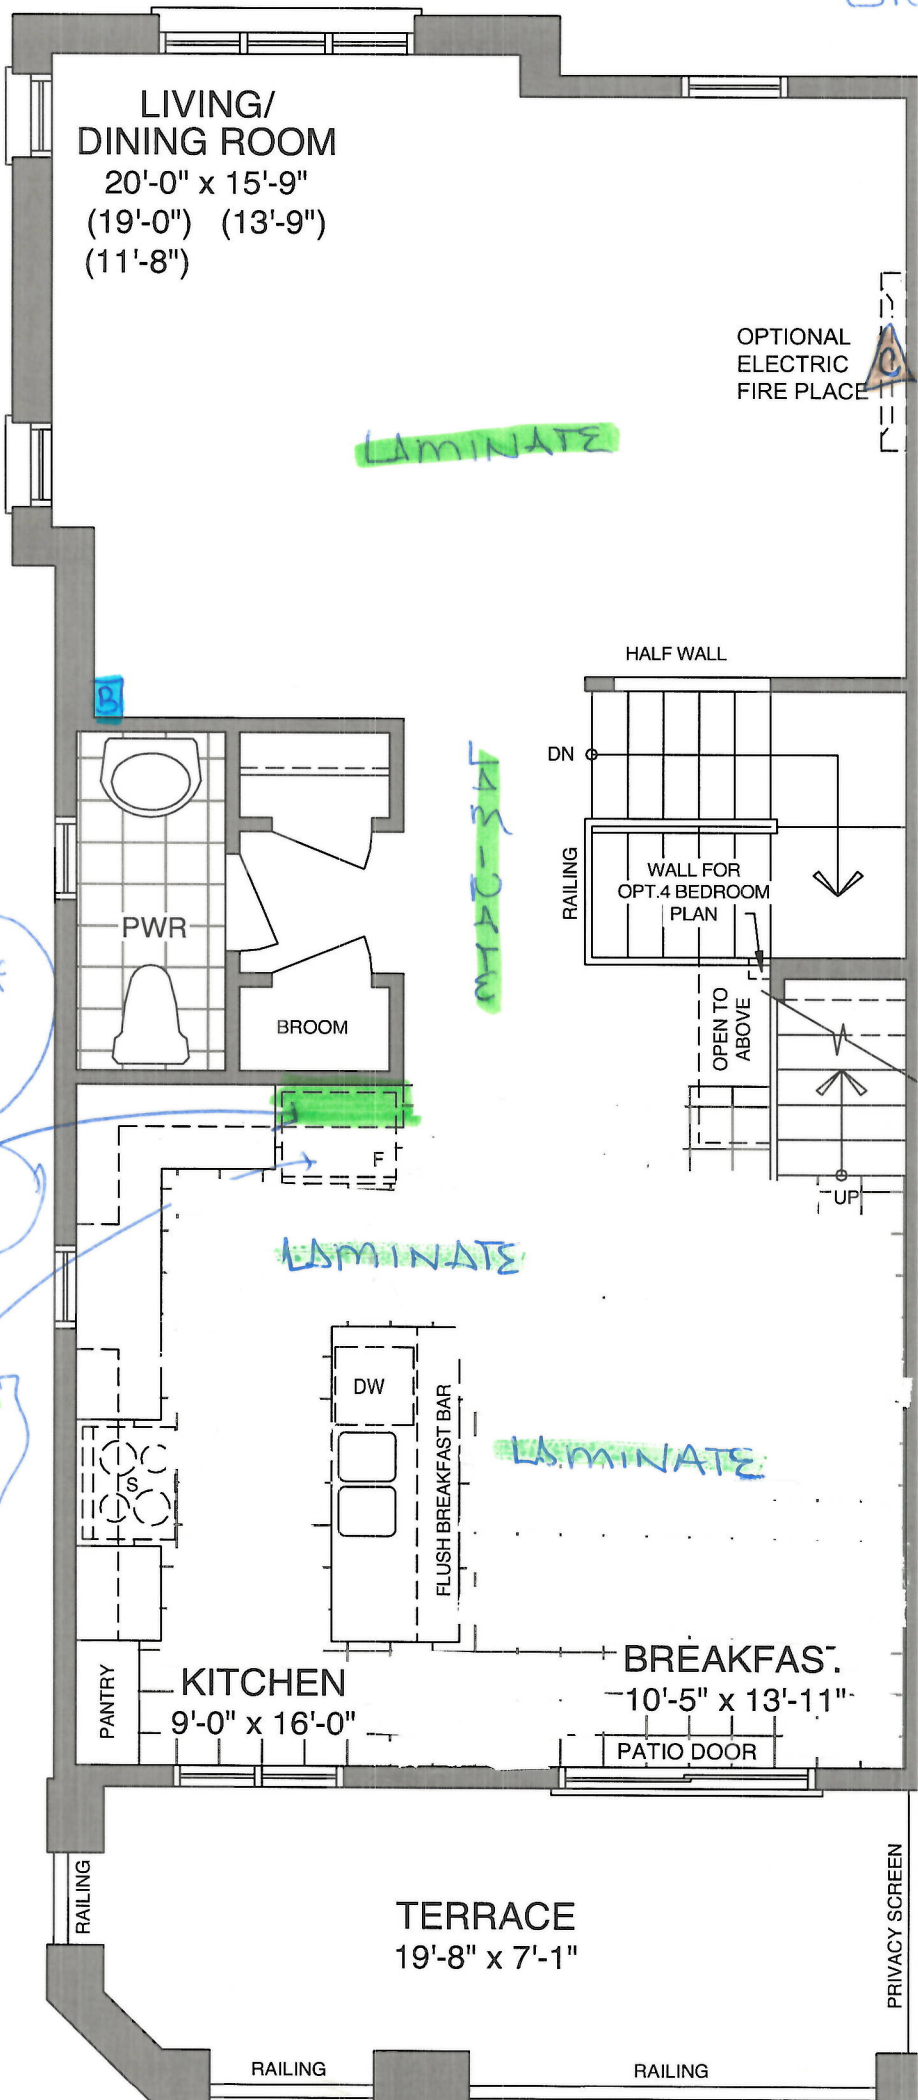 LIVING/
DINING ROOM
20'-0" x 15'-9"
(19'-0") (13'-9")
(11'-8")
OPTIONAL
ELECTRIC
FIRE PLACE
C
LAMINATE
HALF WALL
B
DN
LAMINATE
RAILING
WALL FOR
OPT.4 BEDROOM
PLAN
PWR
BROOM
OPEN TO
ABOVE
F
UP
LAMINATE
DW
FLUSH BREAKFAST BAR
LAMINATE
S
PANTRY
KITCHEN
9'-0" x 16'-0"
BREAKFAS
10'-5" x 13'-11"
PATIO DOOR
RAILING
TERRACE
19'-8" x 7'-1"
PRIVACY SCREEN
RAILING
RAILING